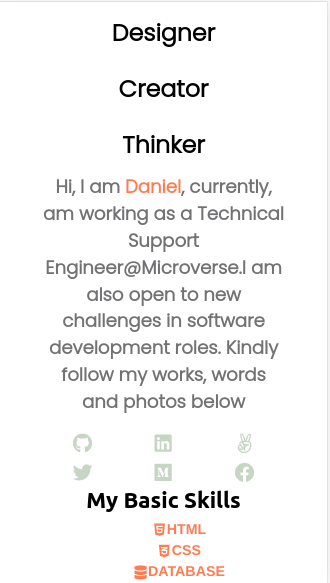 Designer
Creator
Thinker
Hi, I am Daniel, currently,
am working as a Technical
Support
Engineer@Microverse.I am
also open to new
challenges in software
development roles. Kindly
follow my works, words
and photos below
My Basic Skills
HTML
CSS
DATABASE